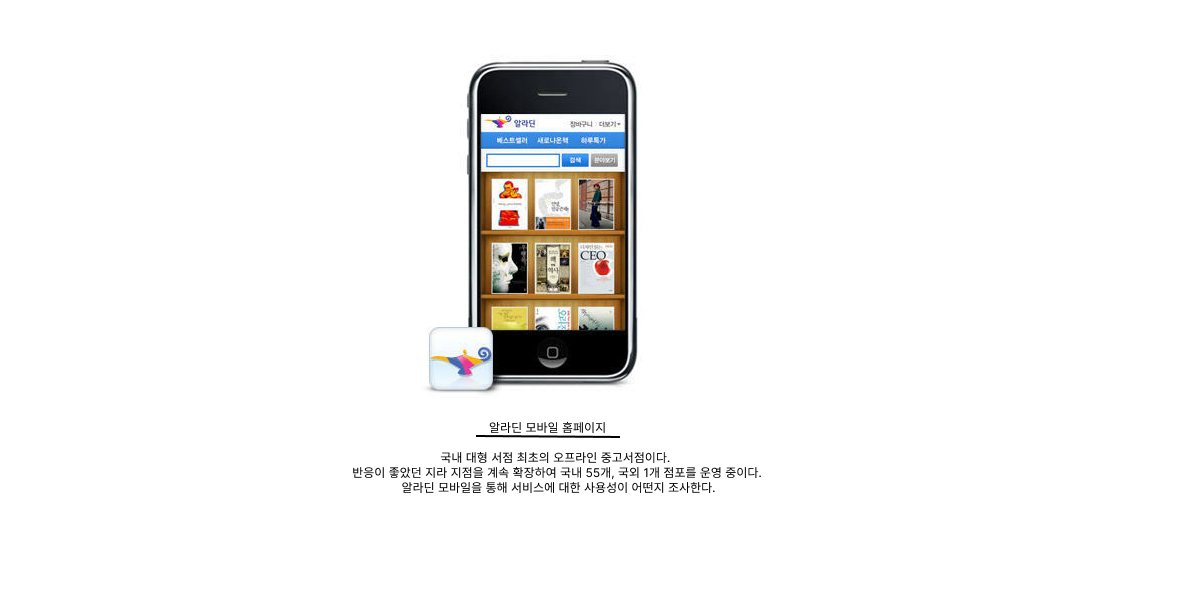 알라딘
장바구니 더보기
베스트셀러 새로나온책 하루특가
검색 분야보기
CEO
알라딘 모바일 홈페이지
국내 대형 서점 최초의 오프라인 중고서점이다.
반응이 좋았던 지라 지점을 계속 확장하여 국내 55개, 국외 1개 점포를 운영 중이다.
알라딘 모바일을 통해 서비스에 대한 사용성이 어떤지 조사한다.